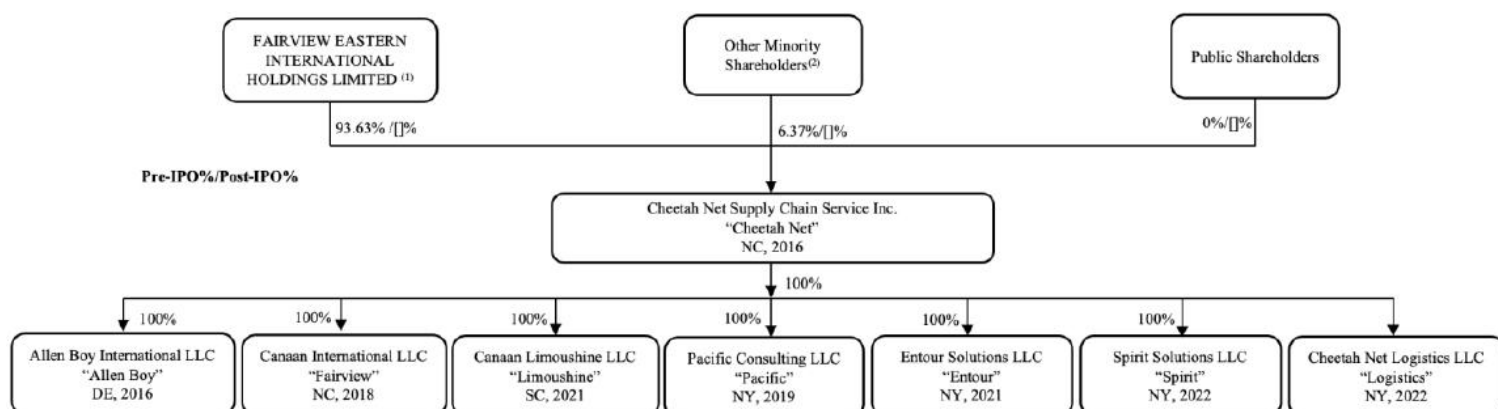 FAIRVIEW EASTERN
INTERNATIONAL
HOLDINGS LIMITED (1)
Other Minority
Shareholders(2)
Public Shareholders
93.63% /[]%
6.37%/[]%
0%/[]%
Pre-IPO%/Post-IPO%
Cheetah Net Supply Chain Service Inc.
“Cheetah Net”
NC, 2016
100%
100%
100%
100%
100%
100%
100%
Allen Boy International LLC
“Allen Boy”
DE, 2016
Canaan International LLC
“Fairview”
NC, 2018
Canaan Limoushine LLC
“Limoushine”
SC, 2021
Pacific Consulting LLC
“Pacific”
NY, 2019
Entour Solutions LLC
“Entour”
NY, 2021
Spirit Solutions LLC
“Spirit”
NY, 2022
Cheetah Net Logistics LLC
“Logistics”
NY, 2022